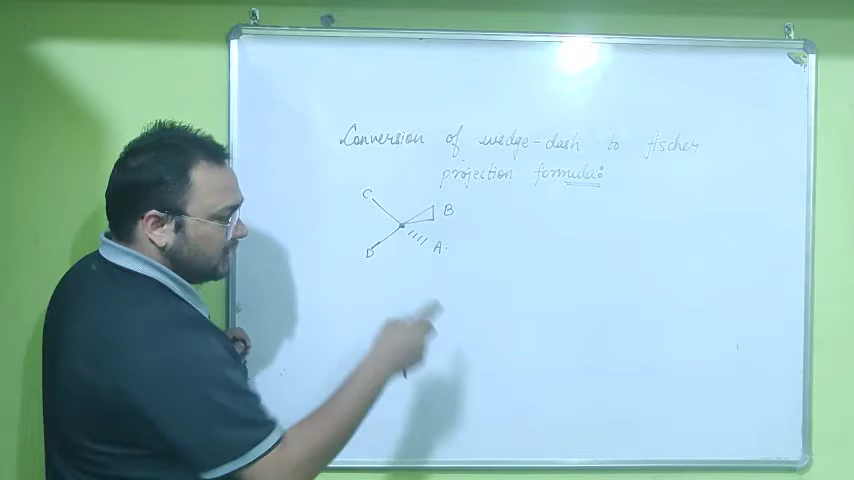 Conversion of wedge-dash to fischer
projection formula:
C
B
D
A.